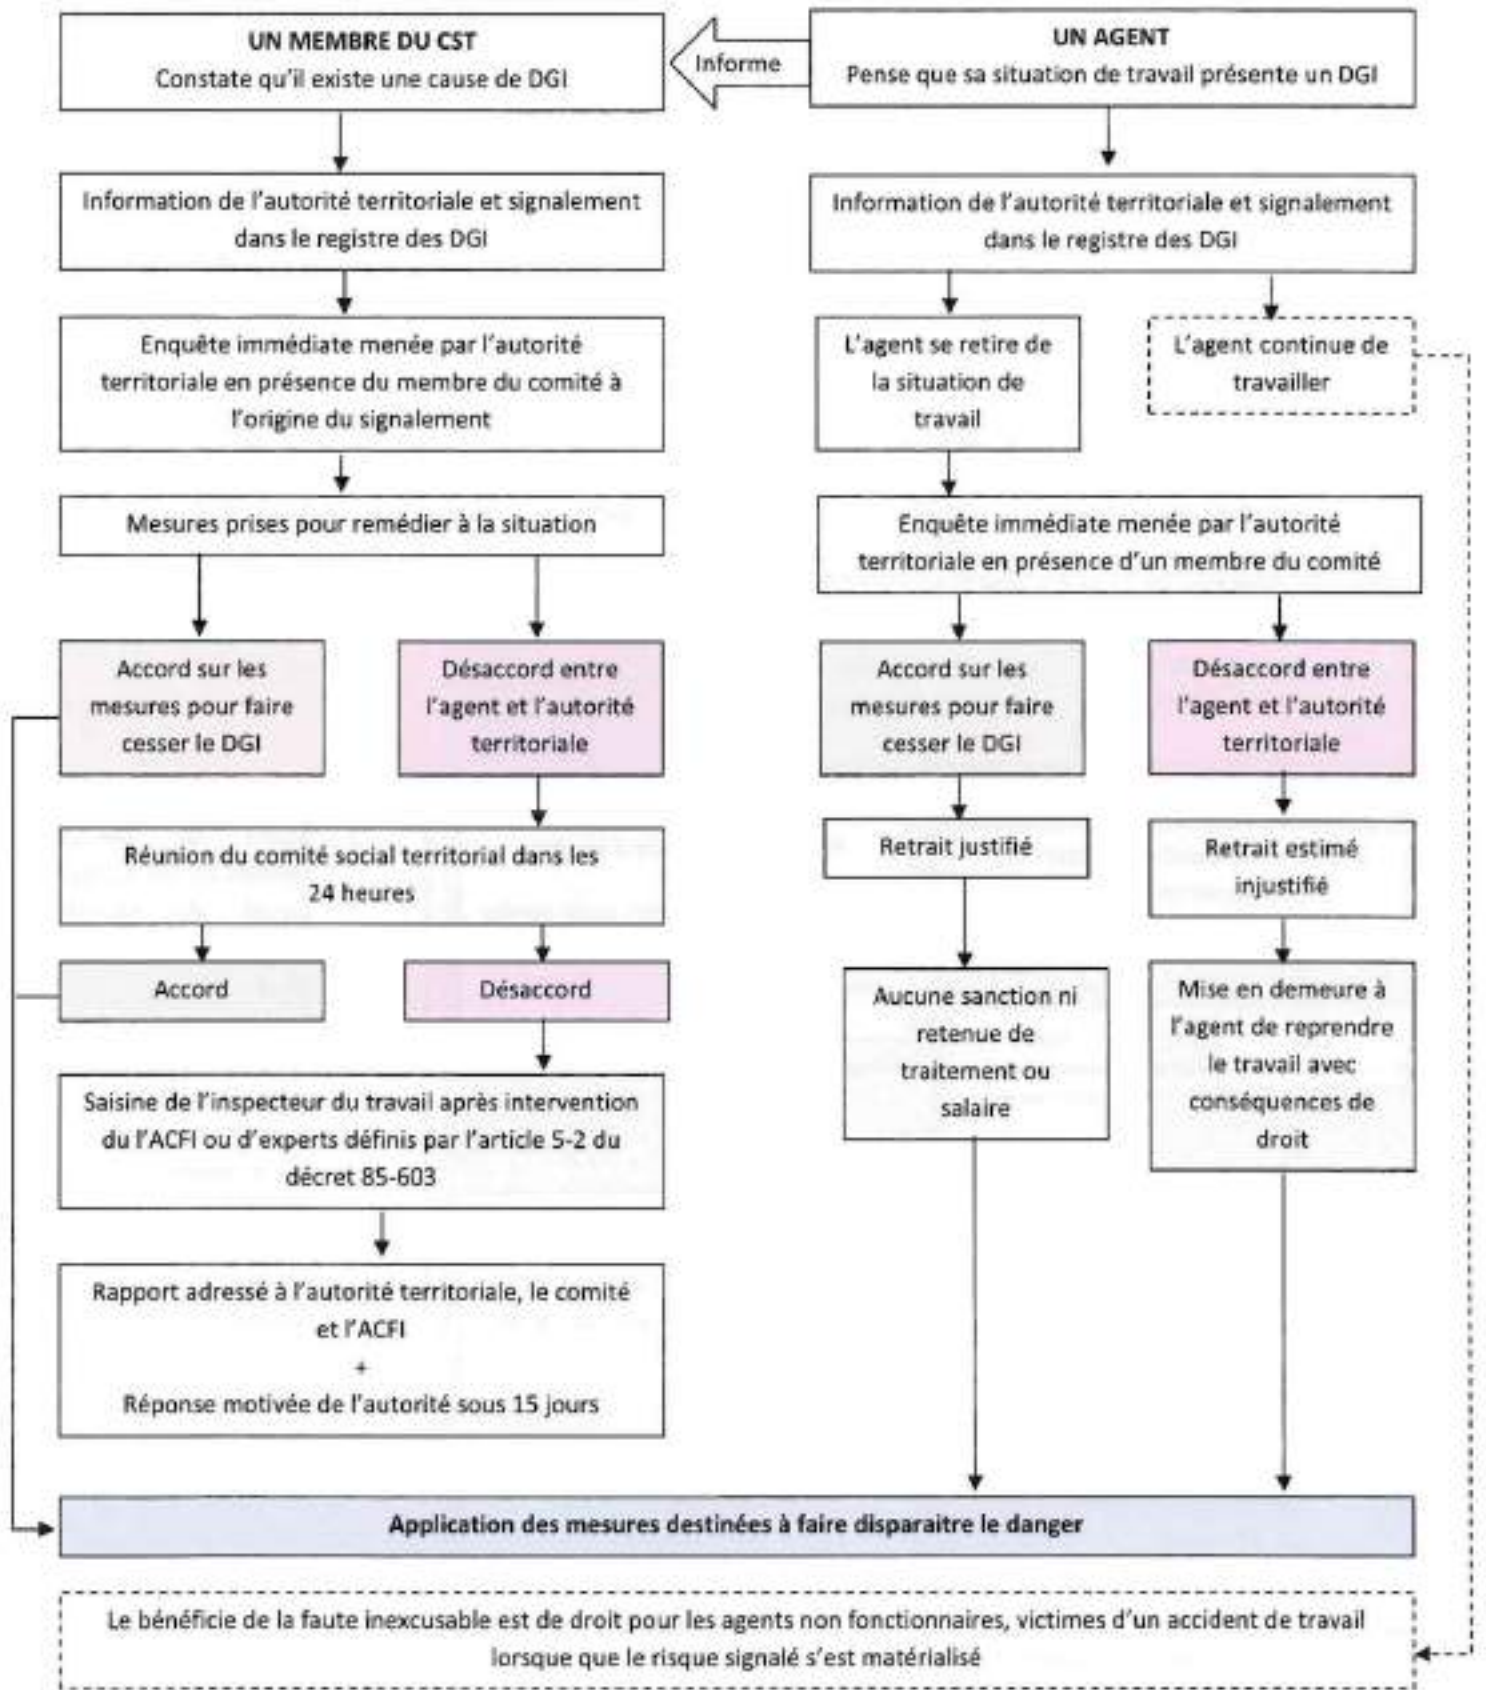 UN MEMBRE DU CST
Constate qu'il existe une cause de DGI
Informe
UN AGENT
Pense que sa situation de travail présente un DGI
Information de l'autorité territoriale et signalement
dans le registre des DGI
Enquête immédiate menée par l'autorité
territoriale en présence du membre du comité à
l'origine du signalement
Mesures prises pour remédier à la situation
Accord sur les
mesures pour faire
cesser le DGI
Désaccord entre
l'agent et l'autorité
territoriale
Réunion du comité social territorial dans les
24 heures
Accord
Désaccord
Saisine de l'inspecteur du travail après intervention
du l'ACFI ou d'experts définis par l'article 5-2 du
décret 85-603
Rapport adressé à l'autorité territoriale, le comité
et l'ACFI
+
Réponse motivée de l'autorité sous 15 jours
Information de l'autorité territoriale et signalement
dans le registre des DGI
L'agent se retire de
la situation de
travail
L'agent continue de
travailler
Enquête immédiate menée par l'autorité
territoriale en présence d'un membre du comité
Accord sur les
mesures pour faire
cesser le DGI
Désaccord entre
l'agent et l'autorité
territoriale
Retrait justifié
Retrait estimé
injustifié
Aucune sanction ni
retenue de
traitement ou
salaire
Mise en demeure à
l'agent de reprendre
le travail avec
conséquences de
droit
Application des mesures destinées à faire disparaitre le danger
Le bénéficie de la faute inexcusable est de droit pour les agents non fonctionnaires, victimes d'un accident de travail
lorsque que le risque signalé s'est matérialisé